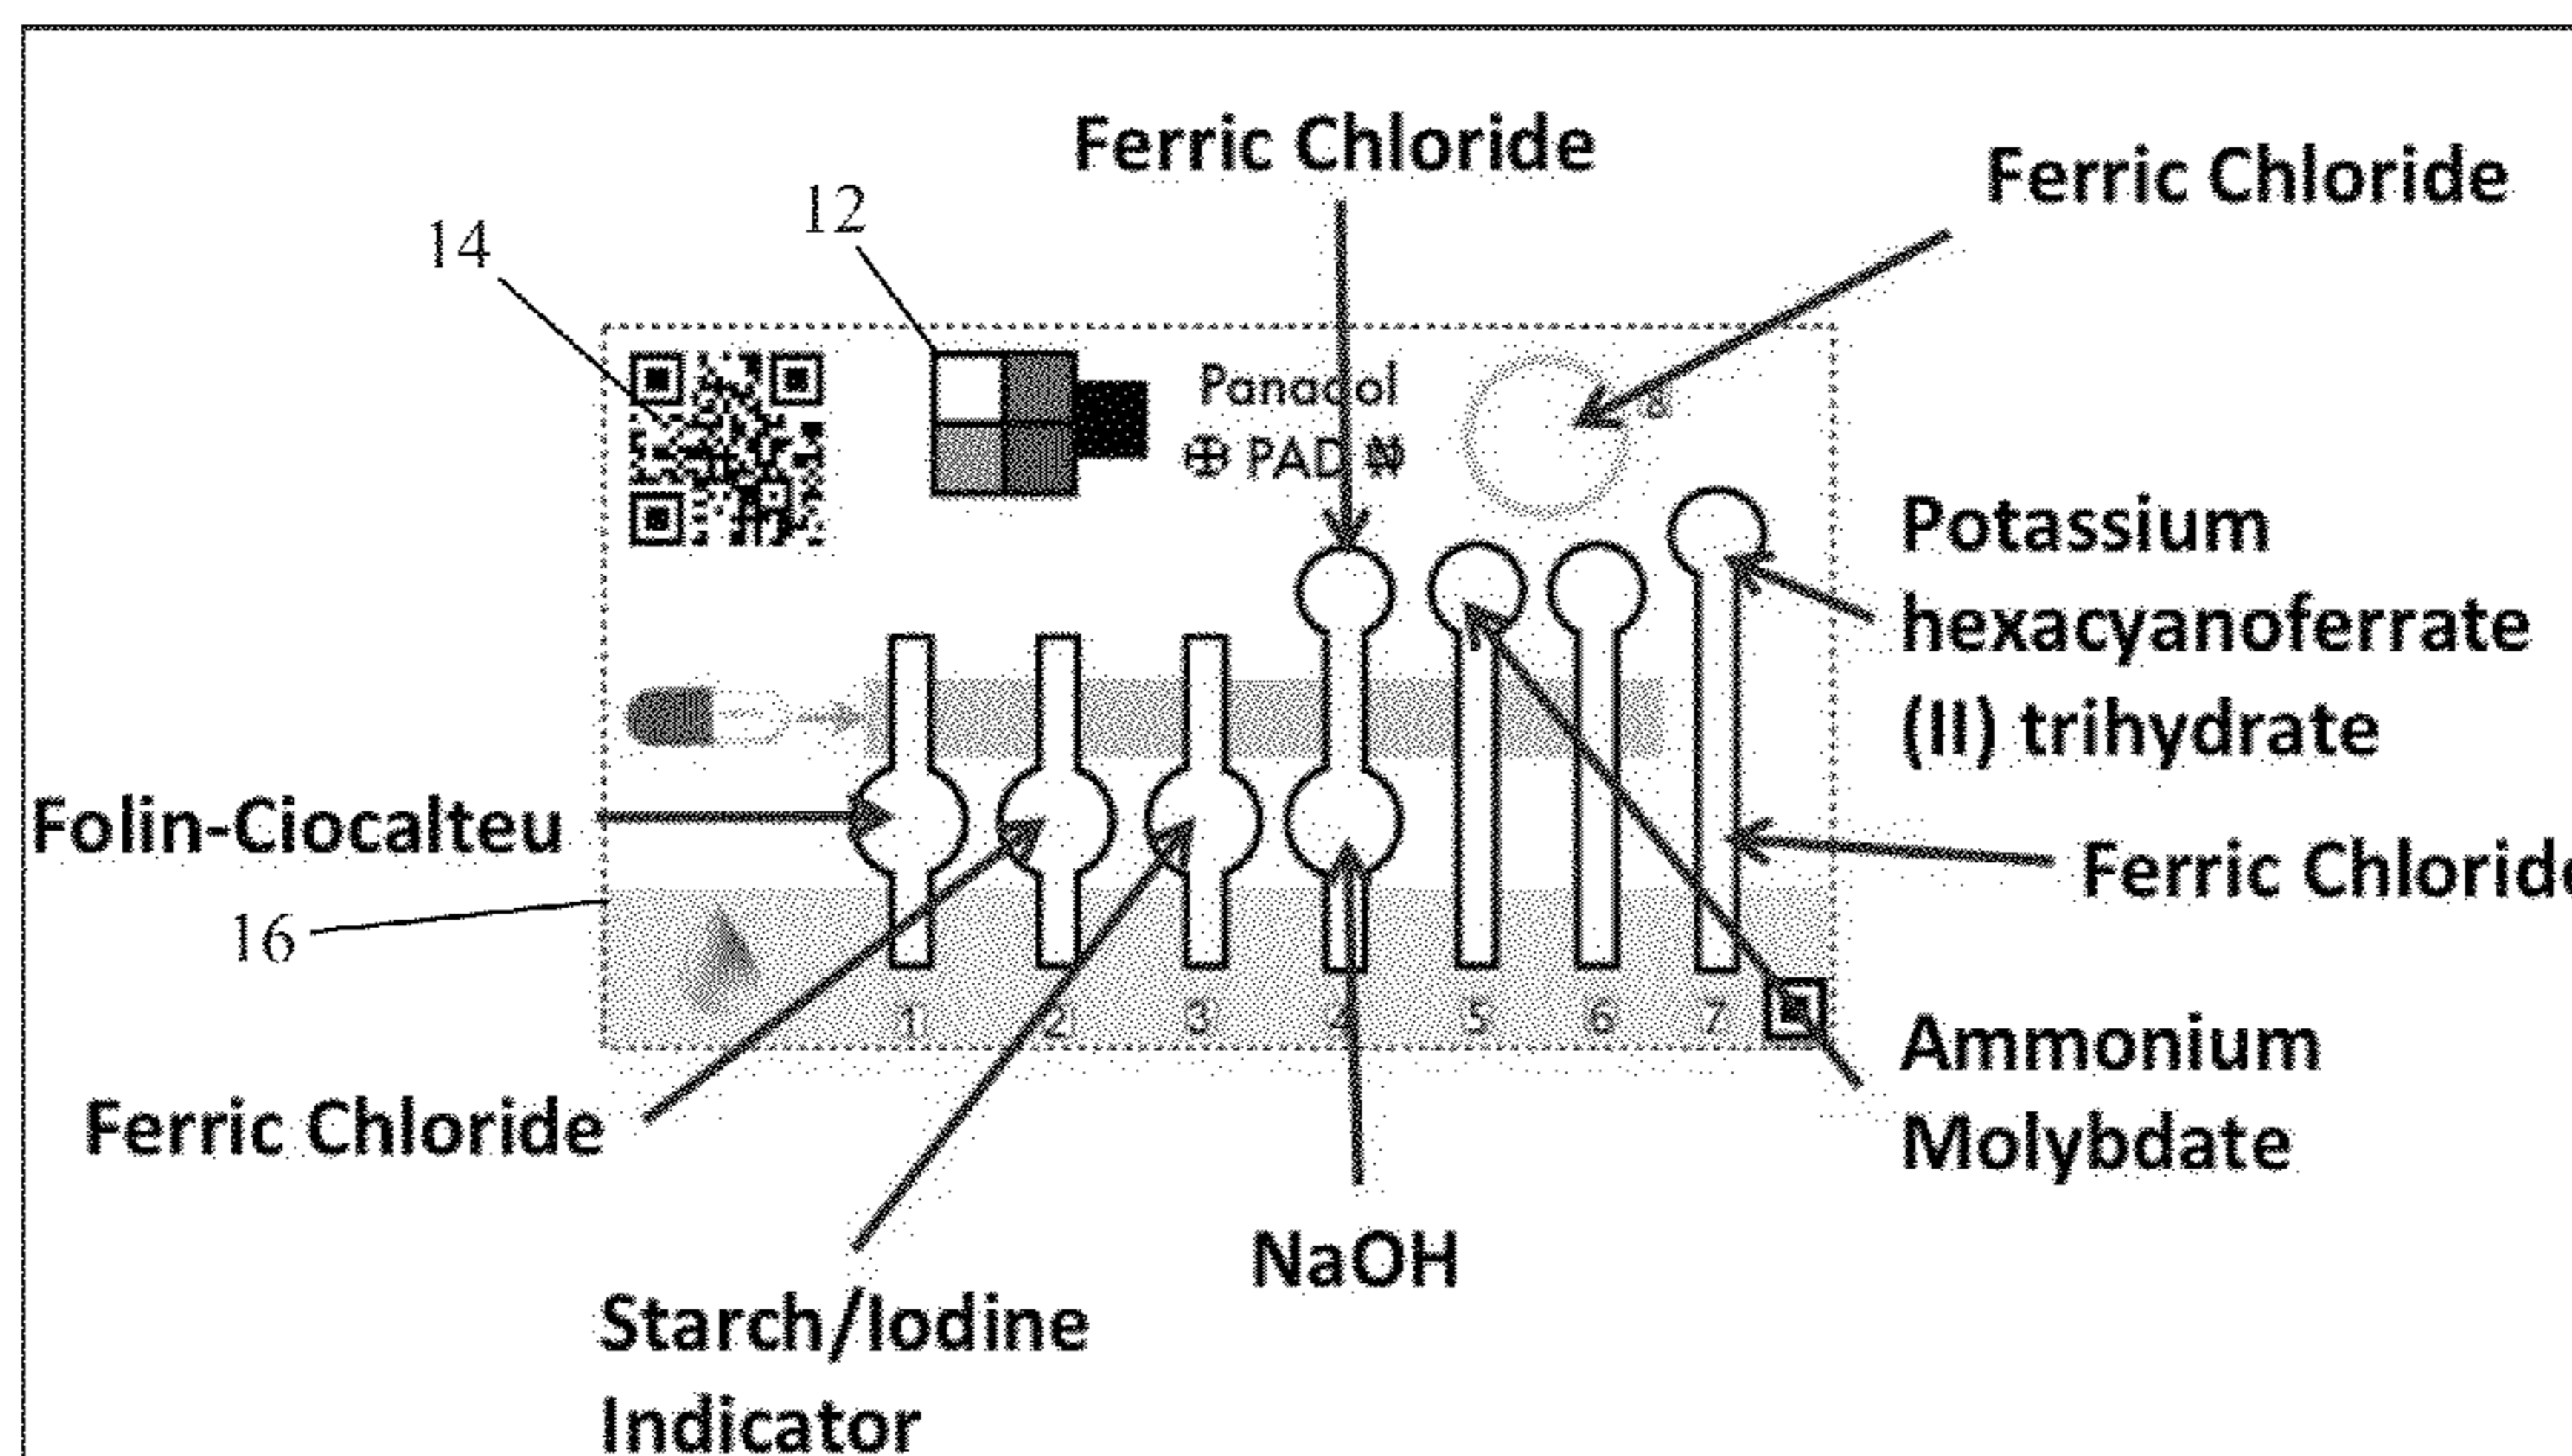 Ferric Chloride
Ferric Chloride
12
14
Panadol
PAD
8
Potassium
hexacyanoferrate
(II) trihydrate
Folin-Ciocalteu
Ferric Chloride
16
1 2 3 4 5 6 7
Ammonium
Molybdate
Ferric Chloride
NaOH
Starch/Iodine
Indicator